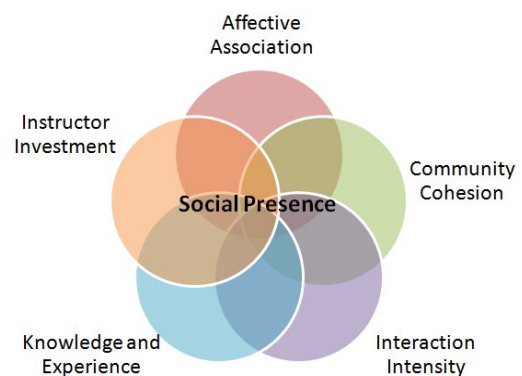 Affective
Association
Instructor
Investment
Community
Cohesion
Social Presence
Knowledge and
Experience
Interaction
Intensity